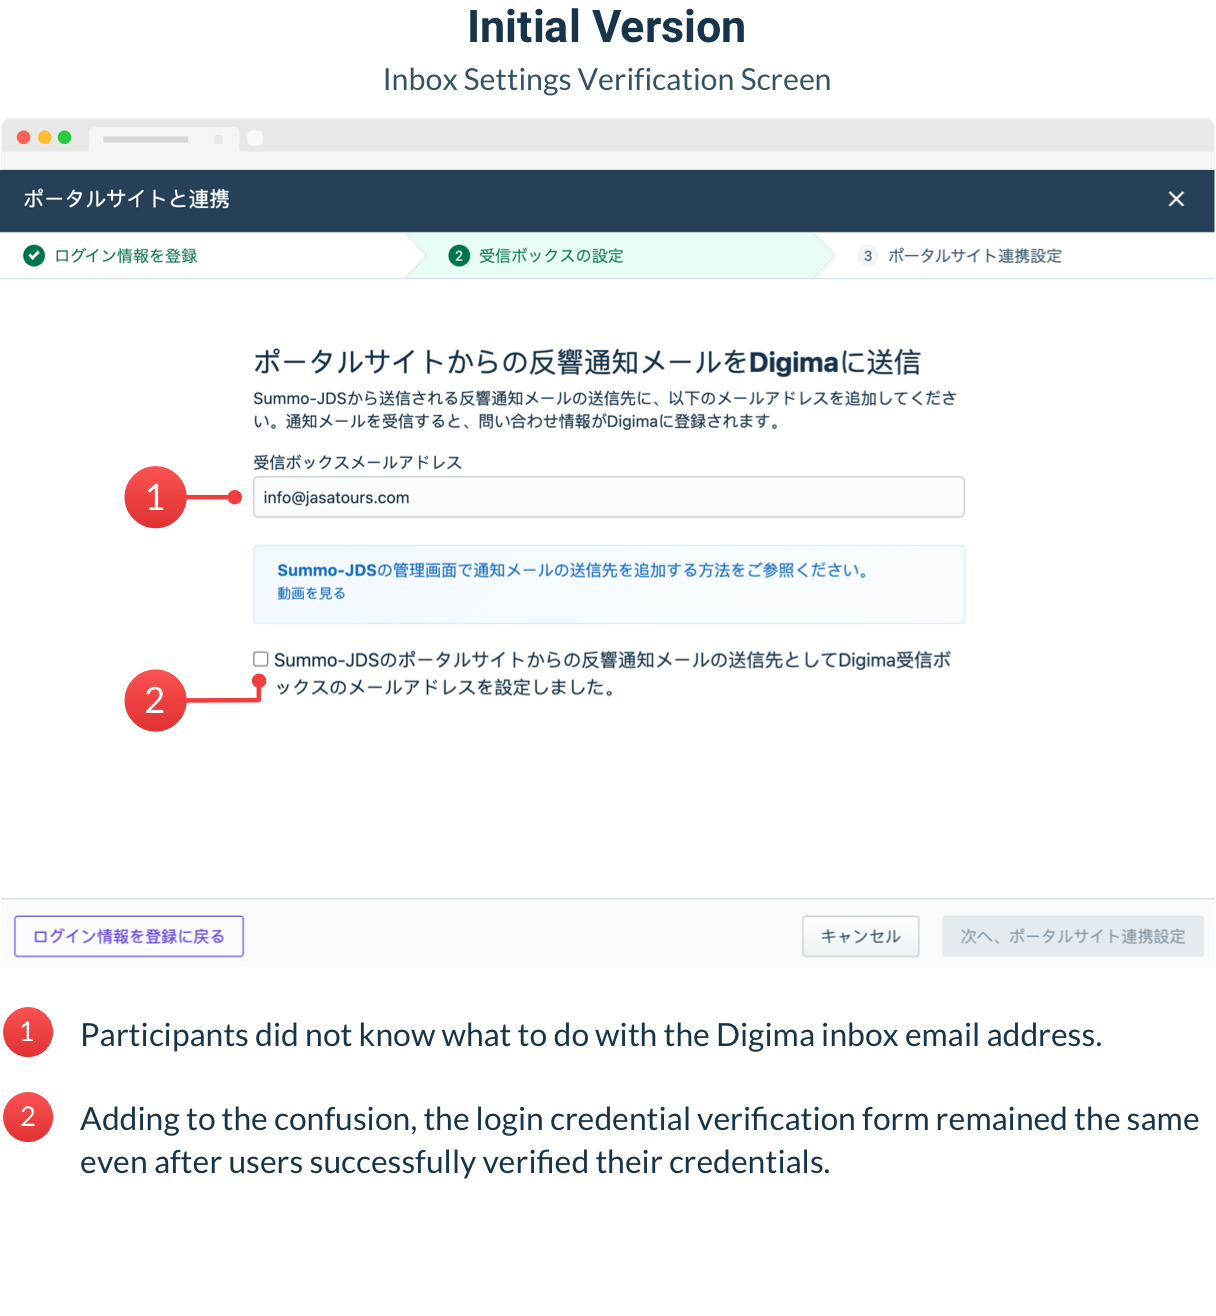 Initial Version
Inbox Settings Verification Screen
ポータルサイトと連携
ログイン情報を登録
2 受信ボックスの設定
3 ポータルサイト連携設定
ポータルサイトからの反響通知メールをDigimaに送信
Summo-JDSから送信される反響通知メールの送信先に、以下のメールアドレスを追加してくださ
い。通知メールを受信すると、問い合わせ情報がDigimaに登録されます。
受信ボックスメールアドレス
1
info@jasatours.com
Summo-JDSの管理画面で通知メールの送信先を追加する方法をご参照ください。
動画を見る
Summo-JDSのポータルサイトからの反響通知メールの送信先としてDigima受信ボ
ックスのメールアドレスを設定しました。
2
ログイン情報を登録に戻る
キャンセル
次へ、ポータルサイト連携設定
1 Participants did not know what to do with the Digima inbox email address.
2 Adding to the confusion, the login credential verification form remained the same
even after users successfully verified their credentials.